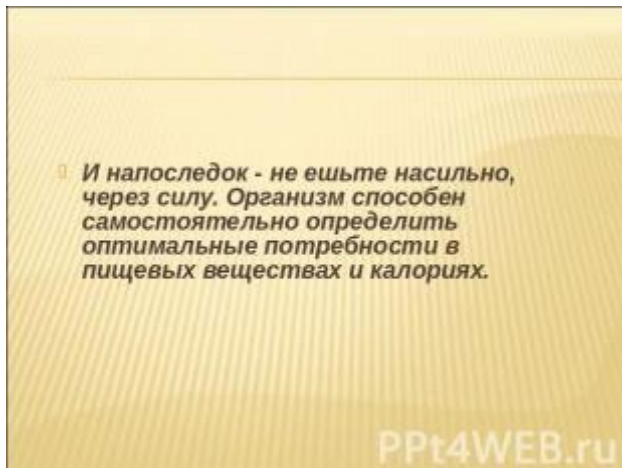 И напоследок - не ешьте насильно,
через силу. Организм способен
самостоятельно определить
оптимальные потребности в
пищевых веществах и калориях.
PPt4WEB.ru